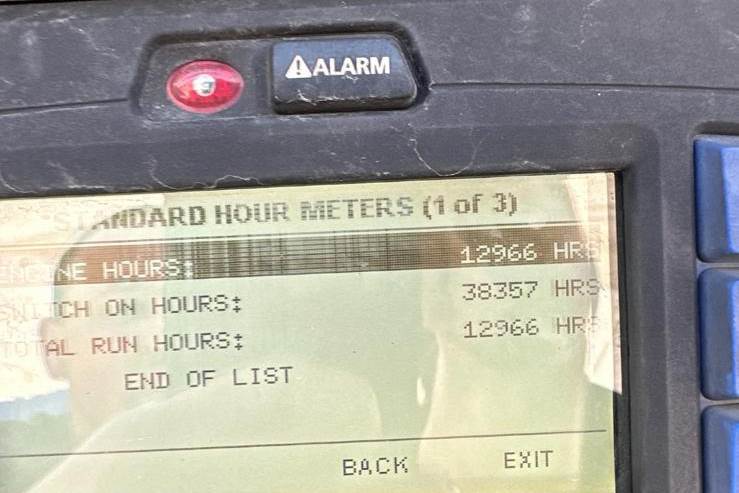 ⚠ALARM
STANDARD HOUR METERS (1 of 3)
ENGINE HOURS‡ 12966 HRS
SWITCH ON HOURS‡ 38357 HRS
TOTAL RUN HOURS‡ 12966 HRS
END OF LIST
BACK EXIT